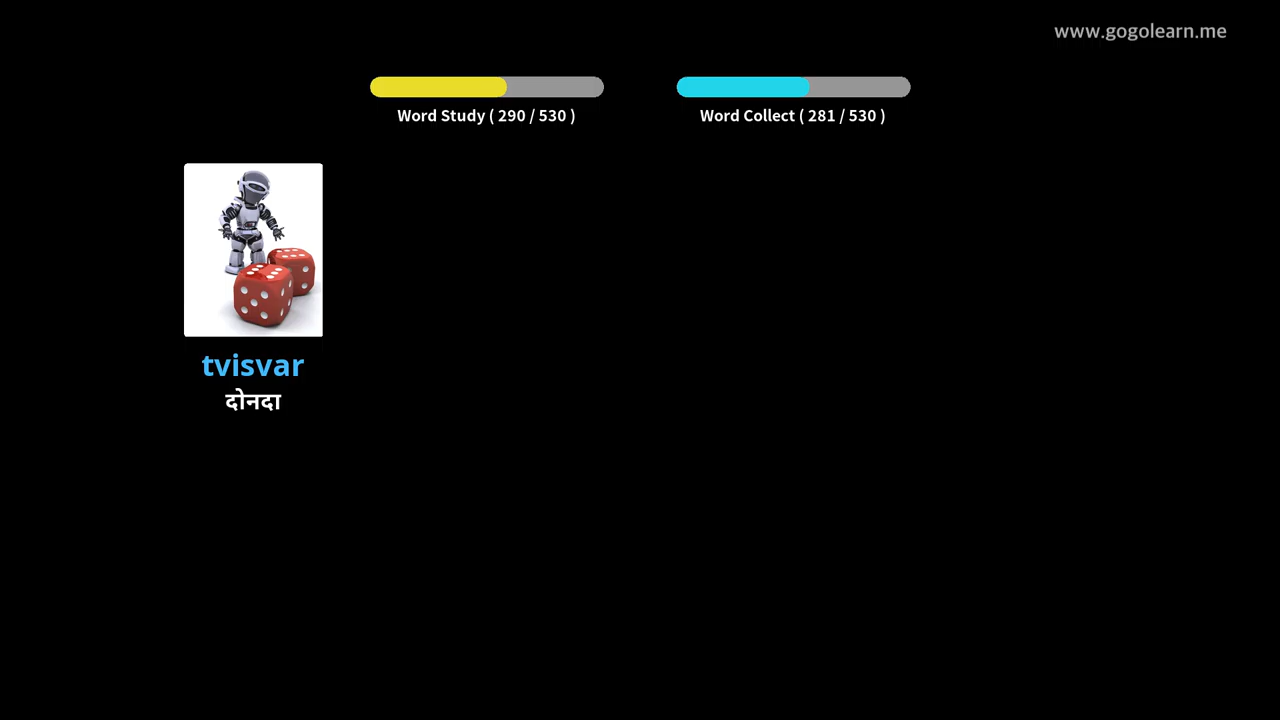 www.gogolearn.me
Word Study ( 290 / 530 )
Word Collect ( 281 / 530 )
tvisvar
दोनदा